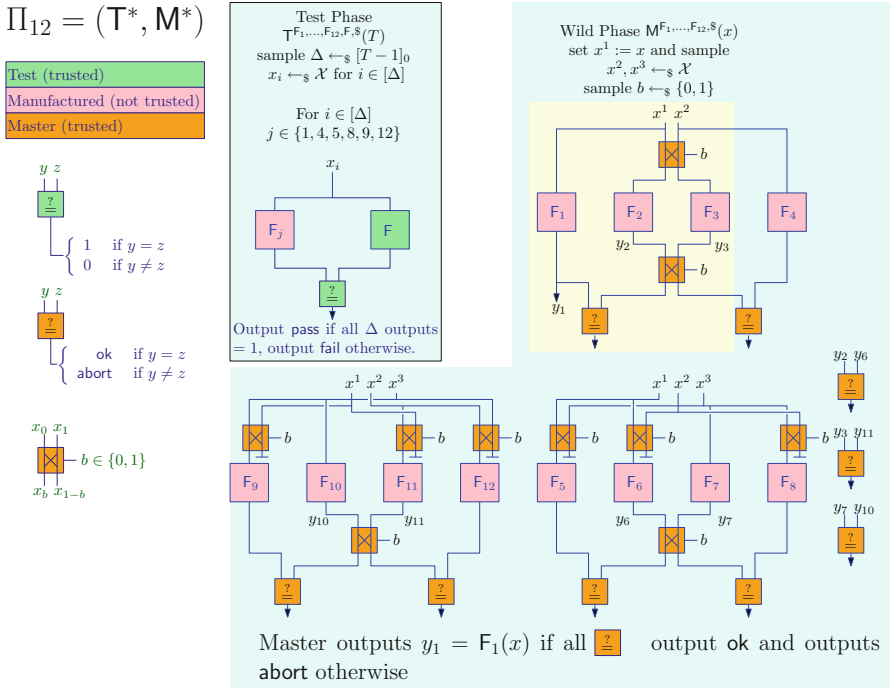 Π₁₂ = (T*, M*)
Test (trusted)
Manufactured (not trusted)
Master (trusted)
y z
?=
1 if y = z
0 if y ≠ z
y z
?=
ok if y = z
abort if y ≠ z
x₀ x₁
b ∈ {0, 1}
x_b x_{1−b}
Test Phase
T^{F₁,...,F₁₂,F,$}(T)
sample Δ ←$ [T − 1]₀
x_i ←$ 𝒳 for i ∈ [Δ]
For i ∈ [Δ]
j ∈ {1, 4, 5, 8, 9, 12}
x_i
F_j F
?=
Output pass if all Δ outputs
= 1, output fail otherwise.
Wild Phase M^{F₁,...,F₁₂,$}(x)
set x¹ := x and sample
x², x³ ←$ 𝒳
sample b ←$ {0, 1}
x¹ x²
b
F₁ F₂ F₃ F₄
y₂ y₃
b
y₁
?= ?=
x¹ x² x³
b b b
F₉ F₁₀ F₁₁ F₁₂
y₁₀ y₁₁
b
?= ?=
x¹ x² x³
b b b
F₅ F₆ F₇ F₈
y₆ y₇
b
?= ?=
y₂ y₆
?=
y₃ y₁₁
?=
y₇ y₁₀
?=
Master outputs y₁ = F₁(x) if all ?= output ok and outputs
abort otherwise